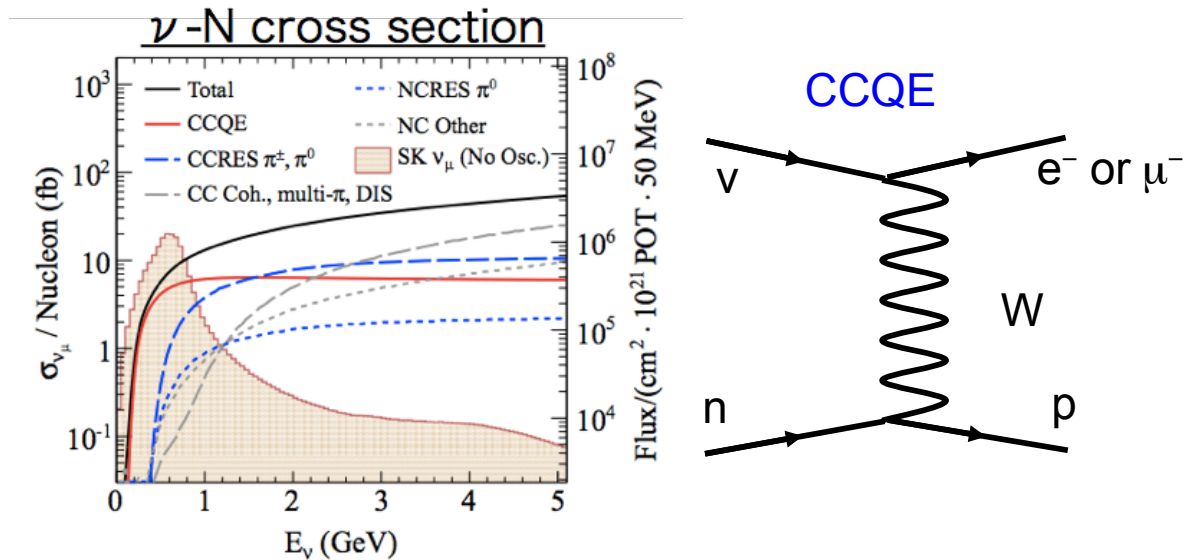 ν-N cross section
Total
CCQE
CCRES π±, π⁰
CC Coh., multi-π, DIS
NCRES π⁰
NC Other
SK νμ (No Osc.)
10³
10²
10
1
10⁻¹
σνμ / Nucleon (fb)
0 1 2 3 4 5
Eν (GeV)
10⁸
10⁷
10⁶
10⁵
10⁴
Flux/(cm² · 10²¹ POT · 50 MeV)
CCQE
ν
e⁻ or μ⁻
W
n
p